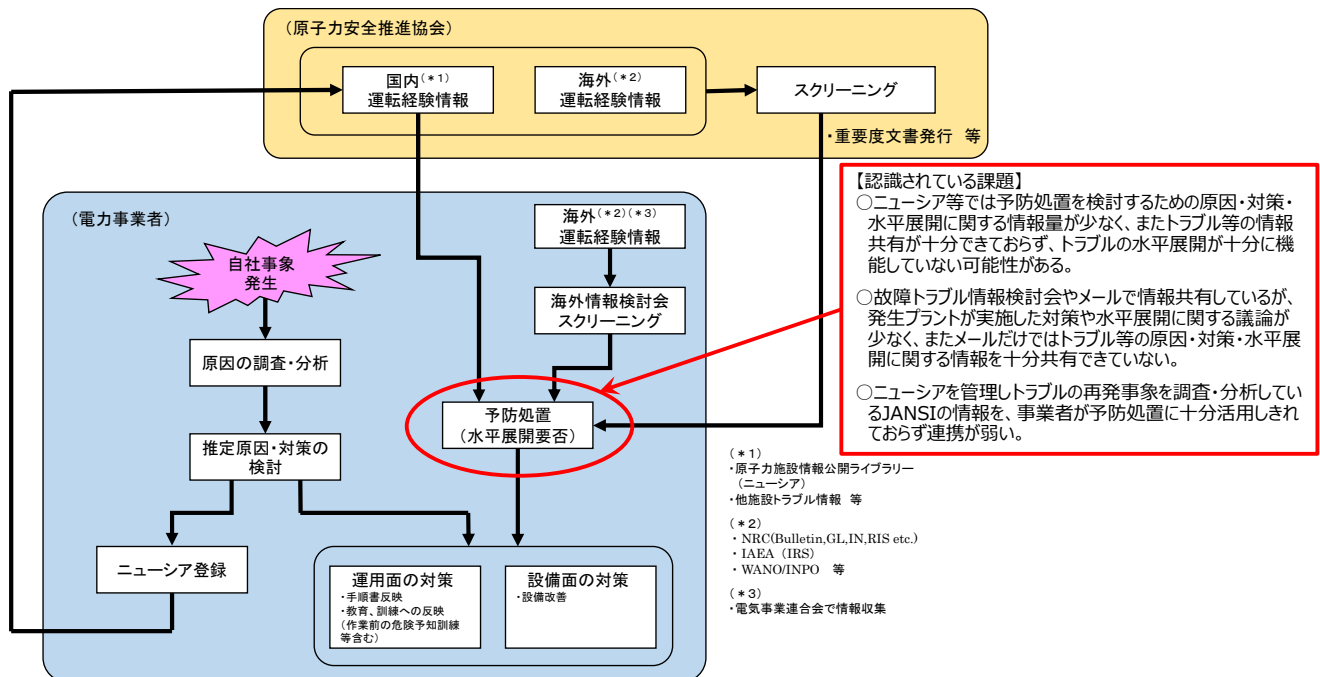 （原子力安全推進協会）
国内（＊1）
運転経験情報
海外（＊2）
運転経験情報
スクリーニング
・重要度文書発行　等
（電力事業者）
自社事象
発生
原因の調査・分析
推定原因・対策の
検討
ニューシア登録
海外（＊2）（＊3）
運転経験情報
海外情報検討会
スクリーニング
予防処置
（水平展開要否）
運用面の対策
・手順書反映
・教育、訓練への反映
（作業前の危険予知訓練
等含む）
設備面の対策
・設備改善
【認識されている課題】
○ニューシア等では予防処置を検討するための原因・対策・
水平展開に関する情報量が少なく、またトラブル等の情報
共有が十分できておらず、トラブルの水平展開が十分に機
能していない可能性がある。
○故障トラブル情報検討会やメールで情報共有しているが、
発生プラントが実施した対策や水平展開に関する議論が
少なく、またメールだけではトラブル等の原因・対策・水平展
開に関する情報を十分共有できていない。
○ニューシアを管理しトラブルの再発事象を調査・分析してい
るJANSIの情報を、事業者が予防処置に十分活用しきれ
ておらず連携が弱い。
（＊1）
・原子力施設情報公開ライブラリー
（ニューシア）
・他施設トラブル情報　等
（＊2）
・NRC(Bulletin,GL,IN,RIS etc.)
・IAEA（IRS）
・WANO/INPO　等
（＊3）
・電気事業連合会で情報収集